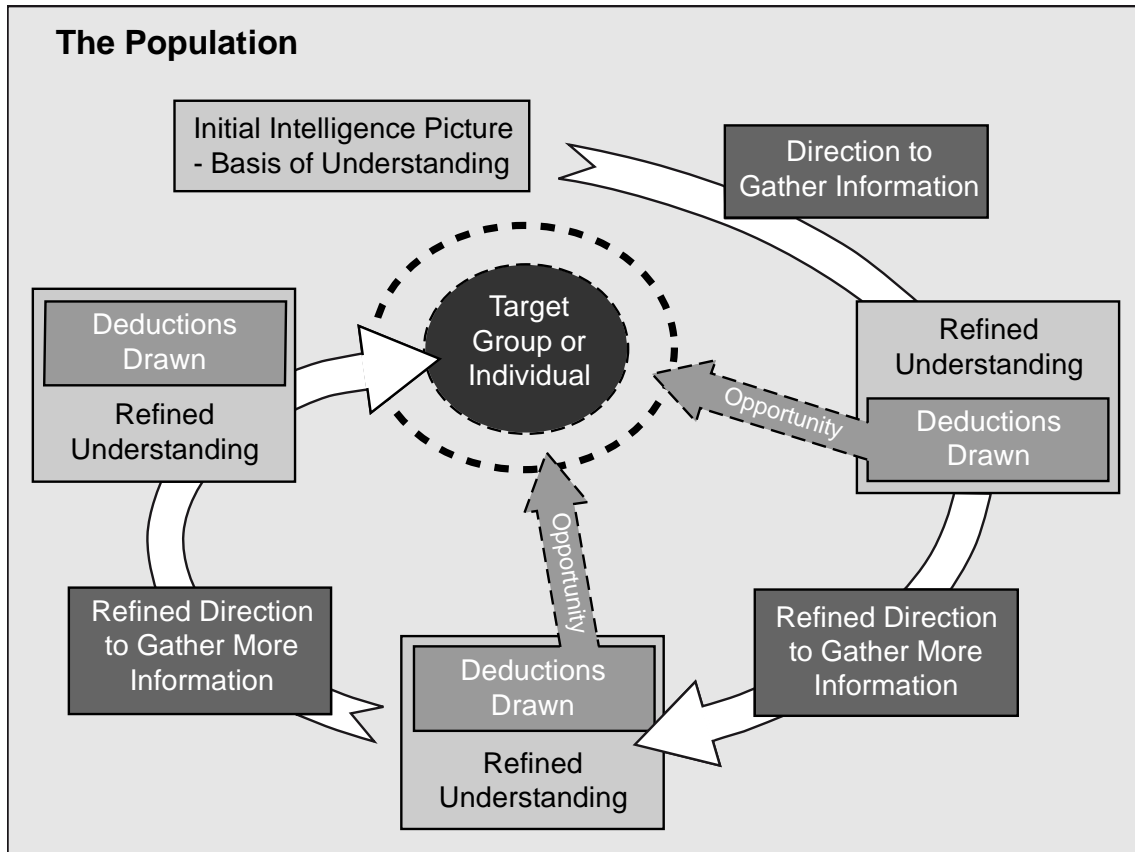 The Population
Initial Intelligence Picture
- Basis of Understanding
Direction to
Gather Information
Target
Group or
Individual
Refined
Understanding
Deductions
Drawn
Opportunity
Refined Direction
to Gather More
Information
Deductions
Drawn
Refined
Understanding
Opportunity
Refined Direction
to Gather More
Information
Deductions
Drawn
Refined
Understanding